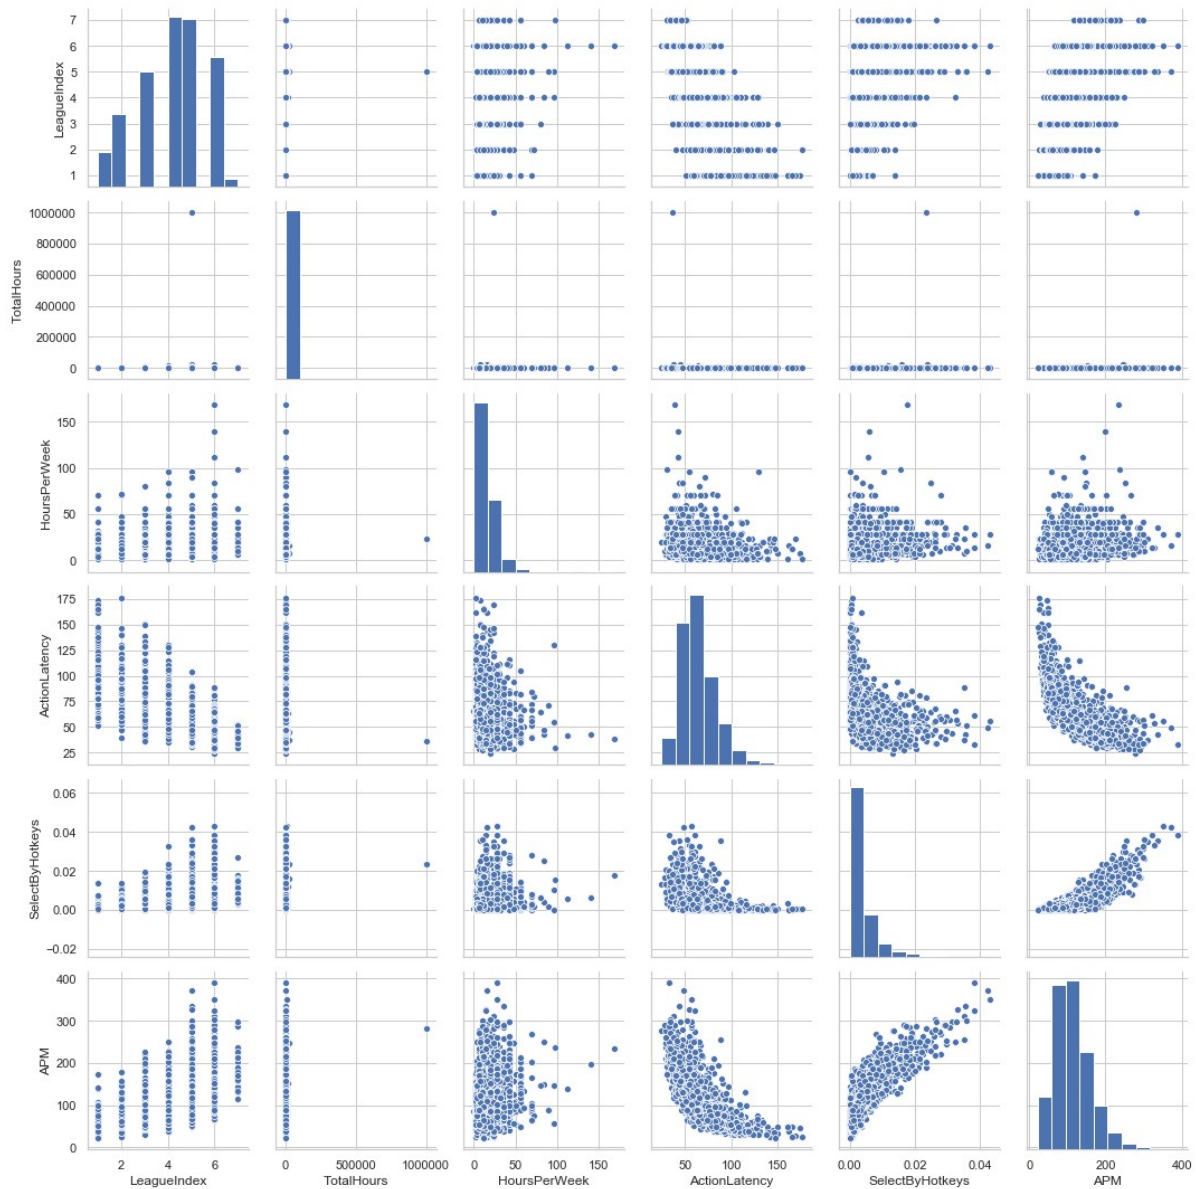 7
6
5
4
3
2
1
LeagueIndex
1000000
800000
600000
400000
200000
0
TotalHours
150
100
50
0
HoursPerWeek
175
150
125
100
75
50
25
ActionLatency
0.06
0.04
0.02
0.00
−0.02
SelectByHotkeys
400
300
200
100
0
APM
2 4 6
LeagueIndex
0 500000 1000000
TotalHours
0 50 100 150
HoursPerWeek
50 100 150
ActionLatency
0.00 0.02 0.04
SelectByHotkeys
0 200 400
APM